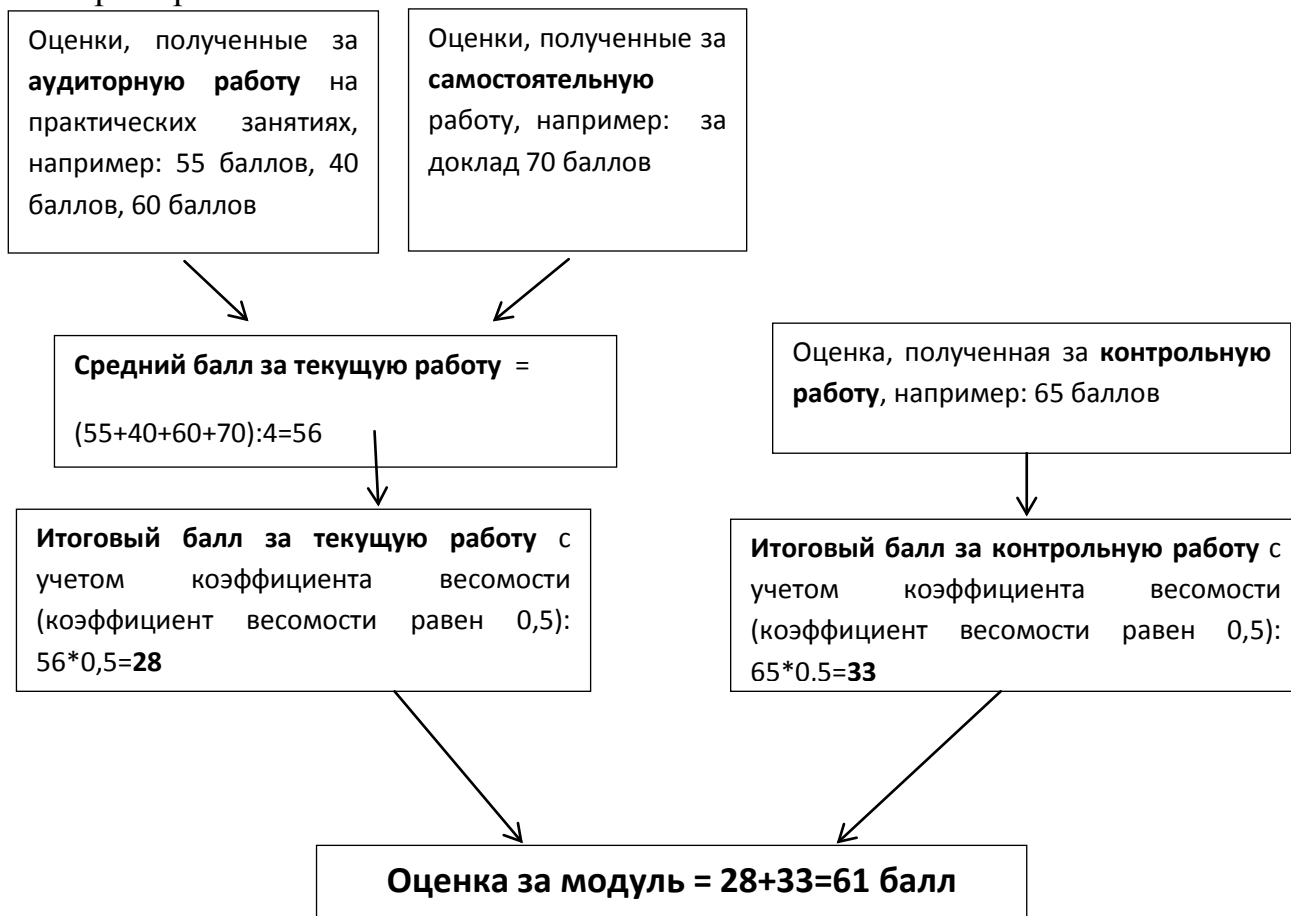 Оценки, полученные за
аудиторную работу на
практических занятиях,
например: 55 баллов, 40
баллов, 60 баллов
Оценки, полученные за
самостоятельную
работу, например: за
доклад 70 баллов
Средний балл за текущую работу =
(55+40+60+70):4=56
Оценка, полученная за контрольную
работу, например: 65 баллов
Итоговый балл за текущую работу с
учетом коэффициента весомости
(коэффициент весомости равен 0,5):
56*0,5=28
Итоговый балл за контрольную работу с
учетом коэффициента весомости
(коэффициент весомости равен 0,5):
65*0,5=33
Оценка за модуль = 28+33=61 балл